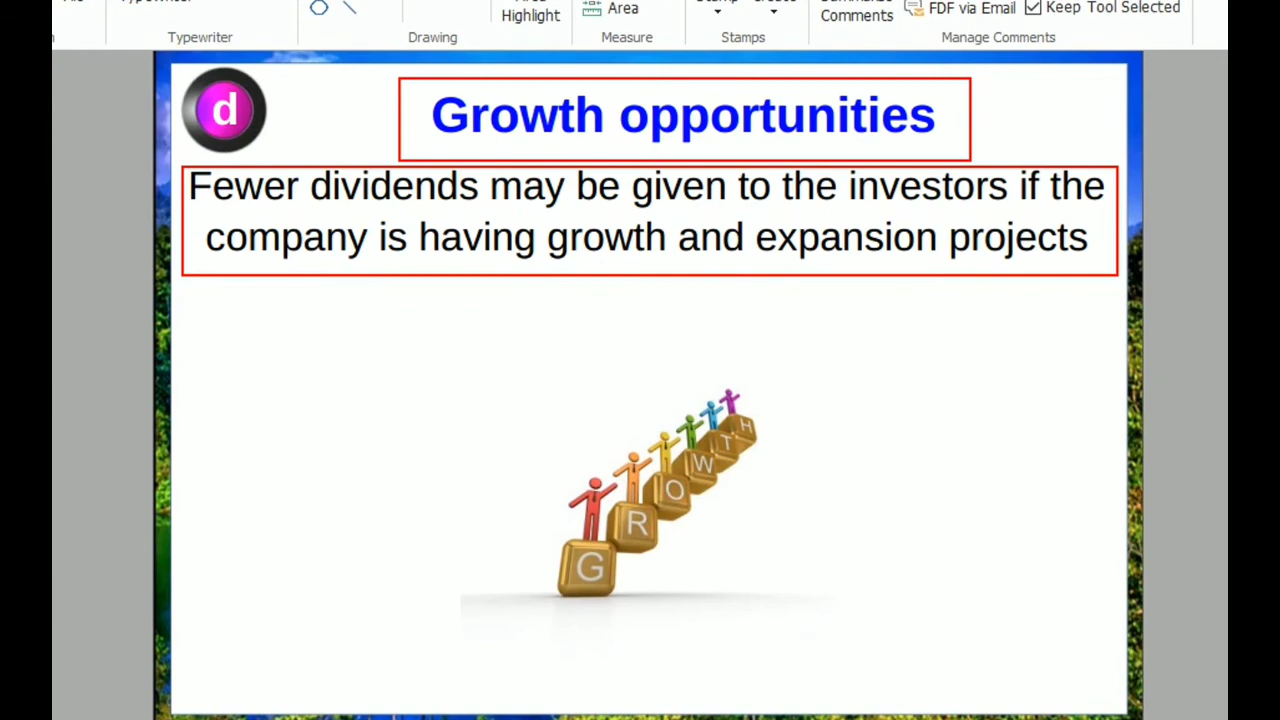 Area
Highlight
Area
Comments
FDF via Email
Keep Tool Selected
Typewriter
Drawing
Measure
Stamps
Manage Comments
d
Growth opportunities
Fewer dividends may be given to the investors if the
company is having growth and expansion projects
G R O W T H